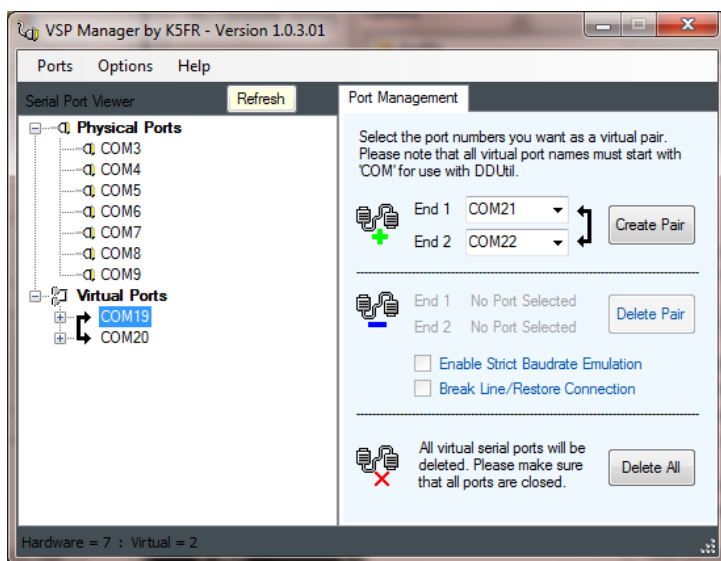 VSP Manager by K5FR - Version 1.0.3.01
Ports Options Help
Serial Port Viewer
Refresh
Physical Ports
COM3
COM4
COM5
COM6
COM7
COM8
COM9
Virtual Ports
COM19
COM20
Port Management
Select the port numbers you want as a virtual pair.
Please note that all virtual port names must start with
'COM' for use with DDUtil.
End 1 COM21
End 2 COM22
Create Pair
End 1 No Port Selected
End 2 No Port Selected
Delete Pair
Enable Strict Baudrate Emulation
Break Line/Restore Connection
All virtual serial ports will be
deleted. Please make sure
that all ports are closed.
Delete All
Hardware = 7 : Virtual = 2